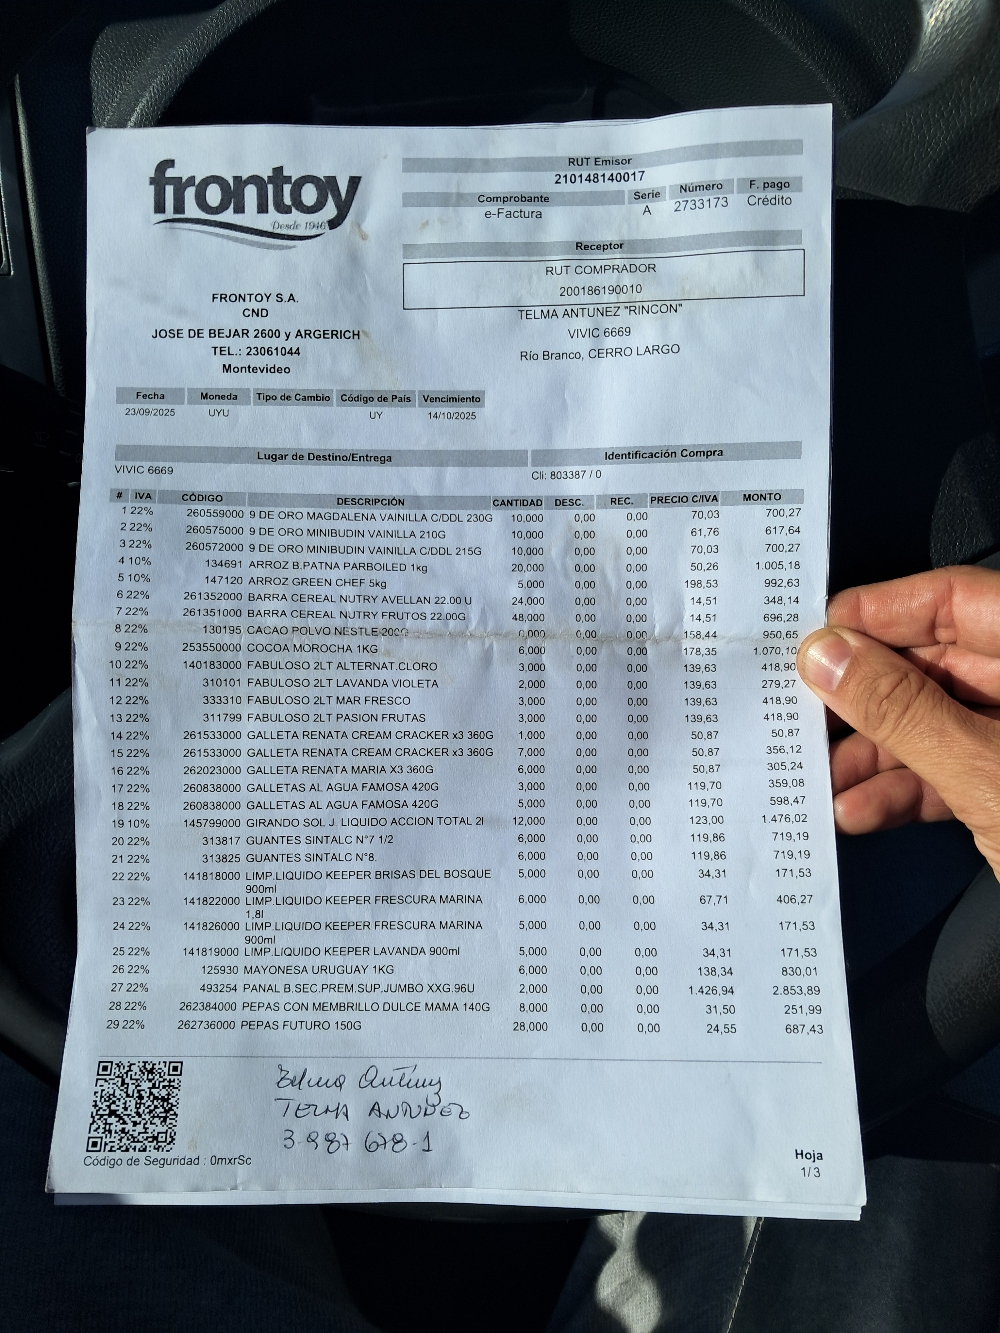 frontoy
Desde 1946
RUT Emisor
210148140017
Comprobante Serie Número F. pago
e-Factura A 2733173 Crédito
Receptor
RUT COMPRADOR
200186190010
TELMA ANTUNEZ "RINCON"
VIVIC 6669
Río Branco, CERRO LARGO
FRONTOY S.A.
CND
JOSE DE BEJAR 2600 y ARGERICH
TEL.: 23061044
Montevideo
Fecha Moneda Tipo de Cambio Código de País Vencimiento
23/09/2025 UYU UY 14/10/2025
Lugar de Destino/Entrega Identificación Compra
VIVIC 6669 Cli: 803387 / 0
# IVA CÓDIGO DESCRIPCIÓN CANTIDAD DESC. REC. PRECIO C/IVA MONTO
1 22% 260559000 9 DE ORO MAGDALENA VAINILLA C/DDL 230G 10,000 0,00 0,00 70,03 700,27
2 22% 260575000 9 DE ORO MINIBUDIN VAINILLA 210G 10,000 0,00 0,00 61,76 617,64
3 22% 260572000 9 DE ORO MINIBUDIN VAINILLA C/DDL 215G 10,000 0,00 0,00 70,03 700,27
4 10% 134691 ARROZ B.PATNA PARBOILED 1kg 20,000 0,00 0,00 50,26 1.005,18
5 10% 147120 ARROZ GREEN CHEF 5kg 5,000 0,00 0,00 198,53 992,63
6 22% 261352000 BARRA CEREAL NUTRY AVELLAN 22.00 U 24,000 0,00 0,00 14,51 348,14
7 22% 261351000 BARRA CEREAL NUTRY FRUTOS 22.00G 48,000 0,00 0,00 14,51 696,28
8 22% 130195 CACAO POLVO NESTLE 200G 0,00 0,00 158,44 950,65
9 22% 253550000 COCOA MOROCHA 1KG 6,000 0,00 0,00 178,35 1.070,10
10 22% 140183000 FABULOSO 2LT ALTERNAT.CLORO 3,000 0,00 0,00 139,63 418,90
11 22% 310101 FABULOSO 2LT LAVANDA VIOLETA 2,000 0,00 0,00 139,63 279,27
12 22% 333310 FABULOSO 2LT MAR FRESCO 3,000 0,00 0,00 139,63 418,90
13 22% 311799 FABULOSO 2LT PASION FRUTAS 3,000 0,00 0,00 139,63 418,90
14 22% 261533000 GALLETA RENATA CREAM CRACKER x3 360G 1,000 0,00 0,00 50,87 50,87
15 22% 261533000 GALLETA RENATA CREAM CRACKER x3 360G 7,000 0,00 0,00 50,87 356,12
16 22% 262023000 GALLETA RENATA MARIA X3 360G 6,000 0,00 0,00 50,87 305,24
17 22% 260838000 GALLETAS AL AGUA FAMOSA 420G 3,000 0,00 0,00 119,70 359,08
18 22% 260838000 GALLETAS AL AGUA FAMOSA 420G 5,000 0,00 0,00 119,70 598,47
19 10% 145799000 GIRANDO SOL J. LIQUIDO ACCION TOTAL 2l 12,000 0,00 0,00 123,00 1.476,02
20 22% 313817 GUANTES SINTALC N°7 1/2 6,000 0,00 0,00 119,86 719,19
21 22% 313825 GUANTES SINTALC N°8. 6,000 0,00 0,00 119,86 719,19
22 22% 141818000 LIMP.LIQUIDO KEEPER BRISAS DEL BOSQUE 5,000 0,00 0,00 34,31 171,53
900ml
23 22% 141822000 LIMP.LIQUIDO KEEPER FRESCURA MARINA 6,000 0,00 0,00 67,71 406,27
1,8l
24 22% 141826000 LIMP.LIQUIDO KEEPER FRESCURA MARINA 5,000 0,00 0,00 34,31 171,53
900ml
25 22% 141819000 LIMP.LIQUIDO KEEPER LAVANDA 900ml 5,000 0,00 0,00 34,31 171,53
26 22% 125930 MAYONESA URUGUAY 1KG 6,000 0,00 0,00 138,34 830,01
27 22% 493254 PANAL B.SEC.PREM.SUP.JUMBO XXG.96U 2,000 0,00 0,00 1.426,94 2.853,89
28 22% 262384000 PEPAS CON MEMBRILLO DULCE MAMA 140G 8,000 0,00 0,00 31,50 251,99
29 22% 262736000 PEPAS FUTURO 150G 28,000 0,00 0,00 24,55 687,43
Telma Antúnez
TELMA ANTUNEZ
3-987 678-1
Código de Seguridad : 0mxrSc
Hoja
1/ 3